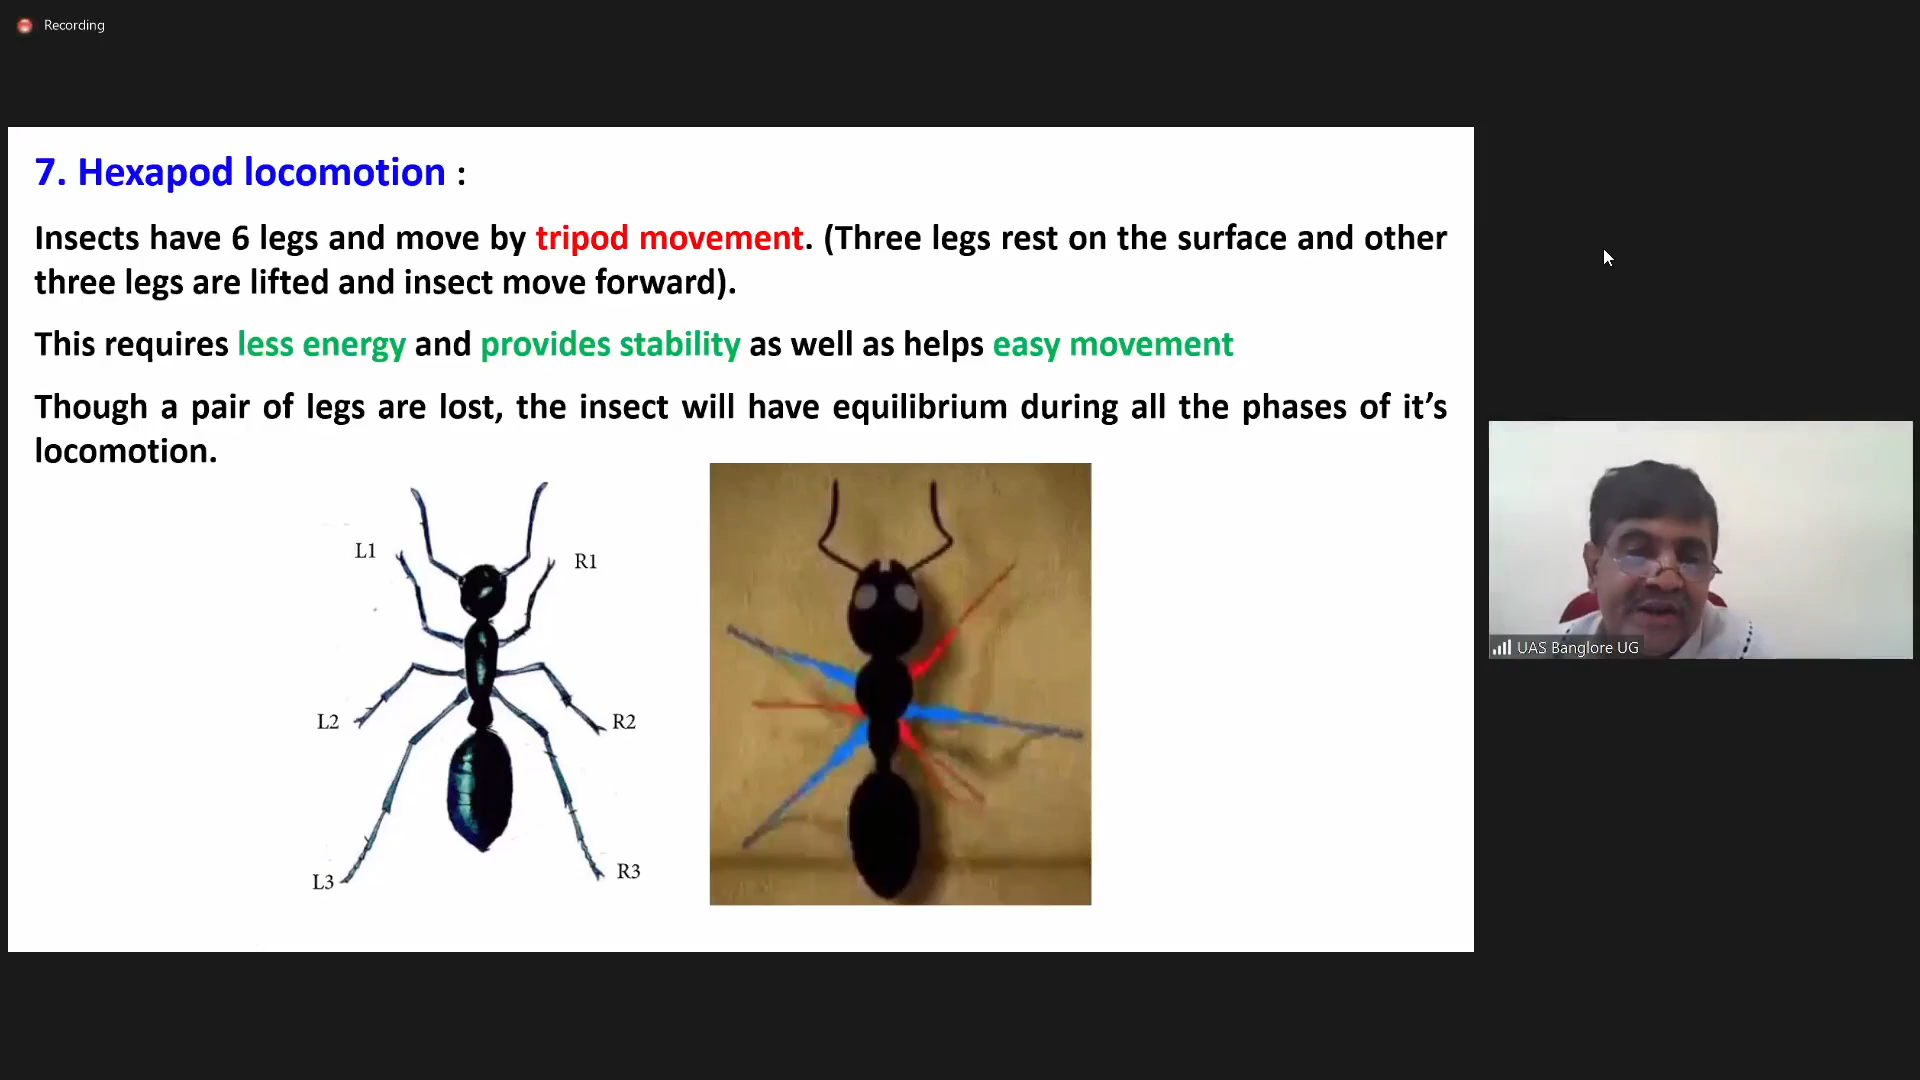 Recording
7. Hexapod locomotion :
Insects have 6 legs and move by tripod movement. (Three legs rest on the surface and other
three legs are lifted and insect move forward).
This requires less energy and provides stability as well as helps easy movement
Though a pair of legs are lost, the insect will have equilibrium during all the phases of it’s
locomotion.
L1
R1
L2
R2
L3
R3
UAS Banglore UG